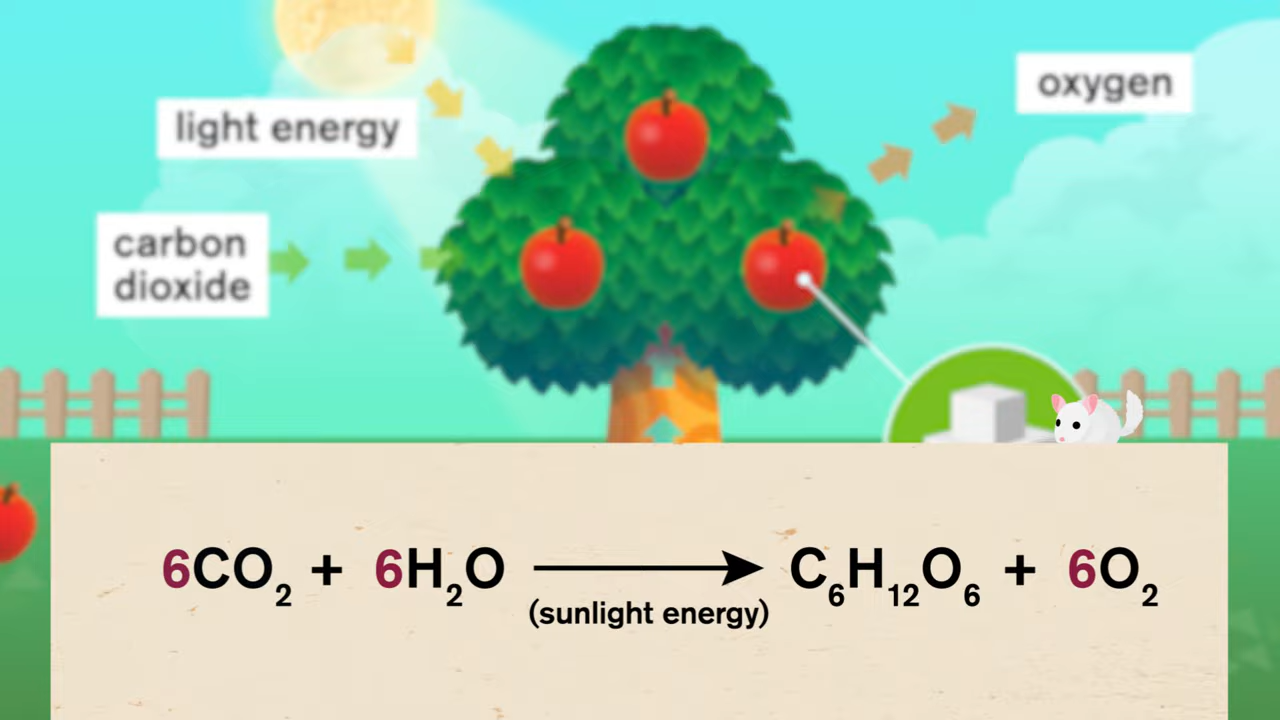 light energy
oxygen
carbon
dioxide
6CO₂ + 6H₂O → C₆H₁₂O₆ + 6O₂
(sunlight energy)